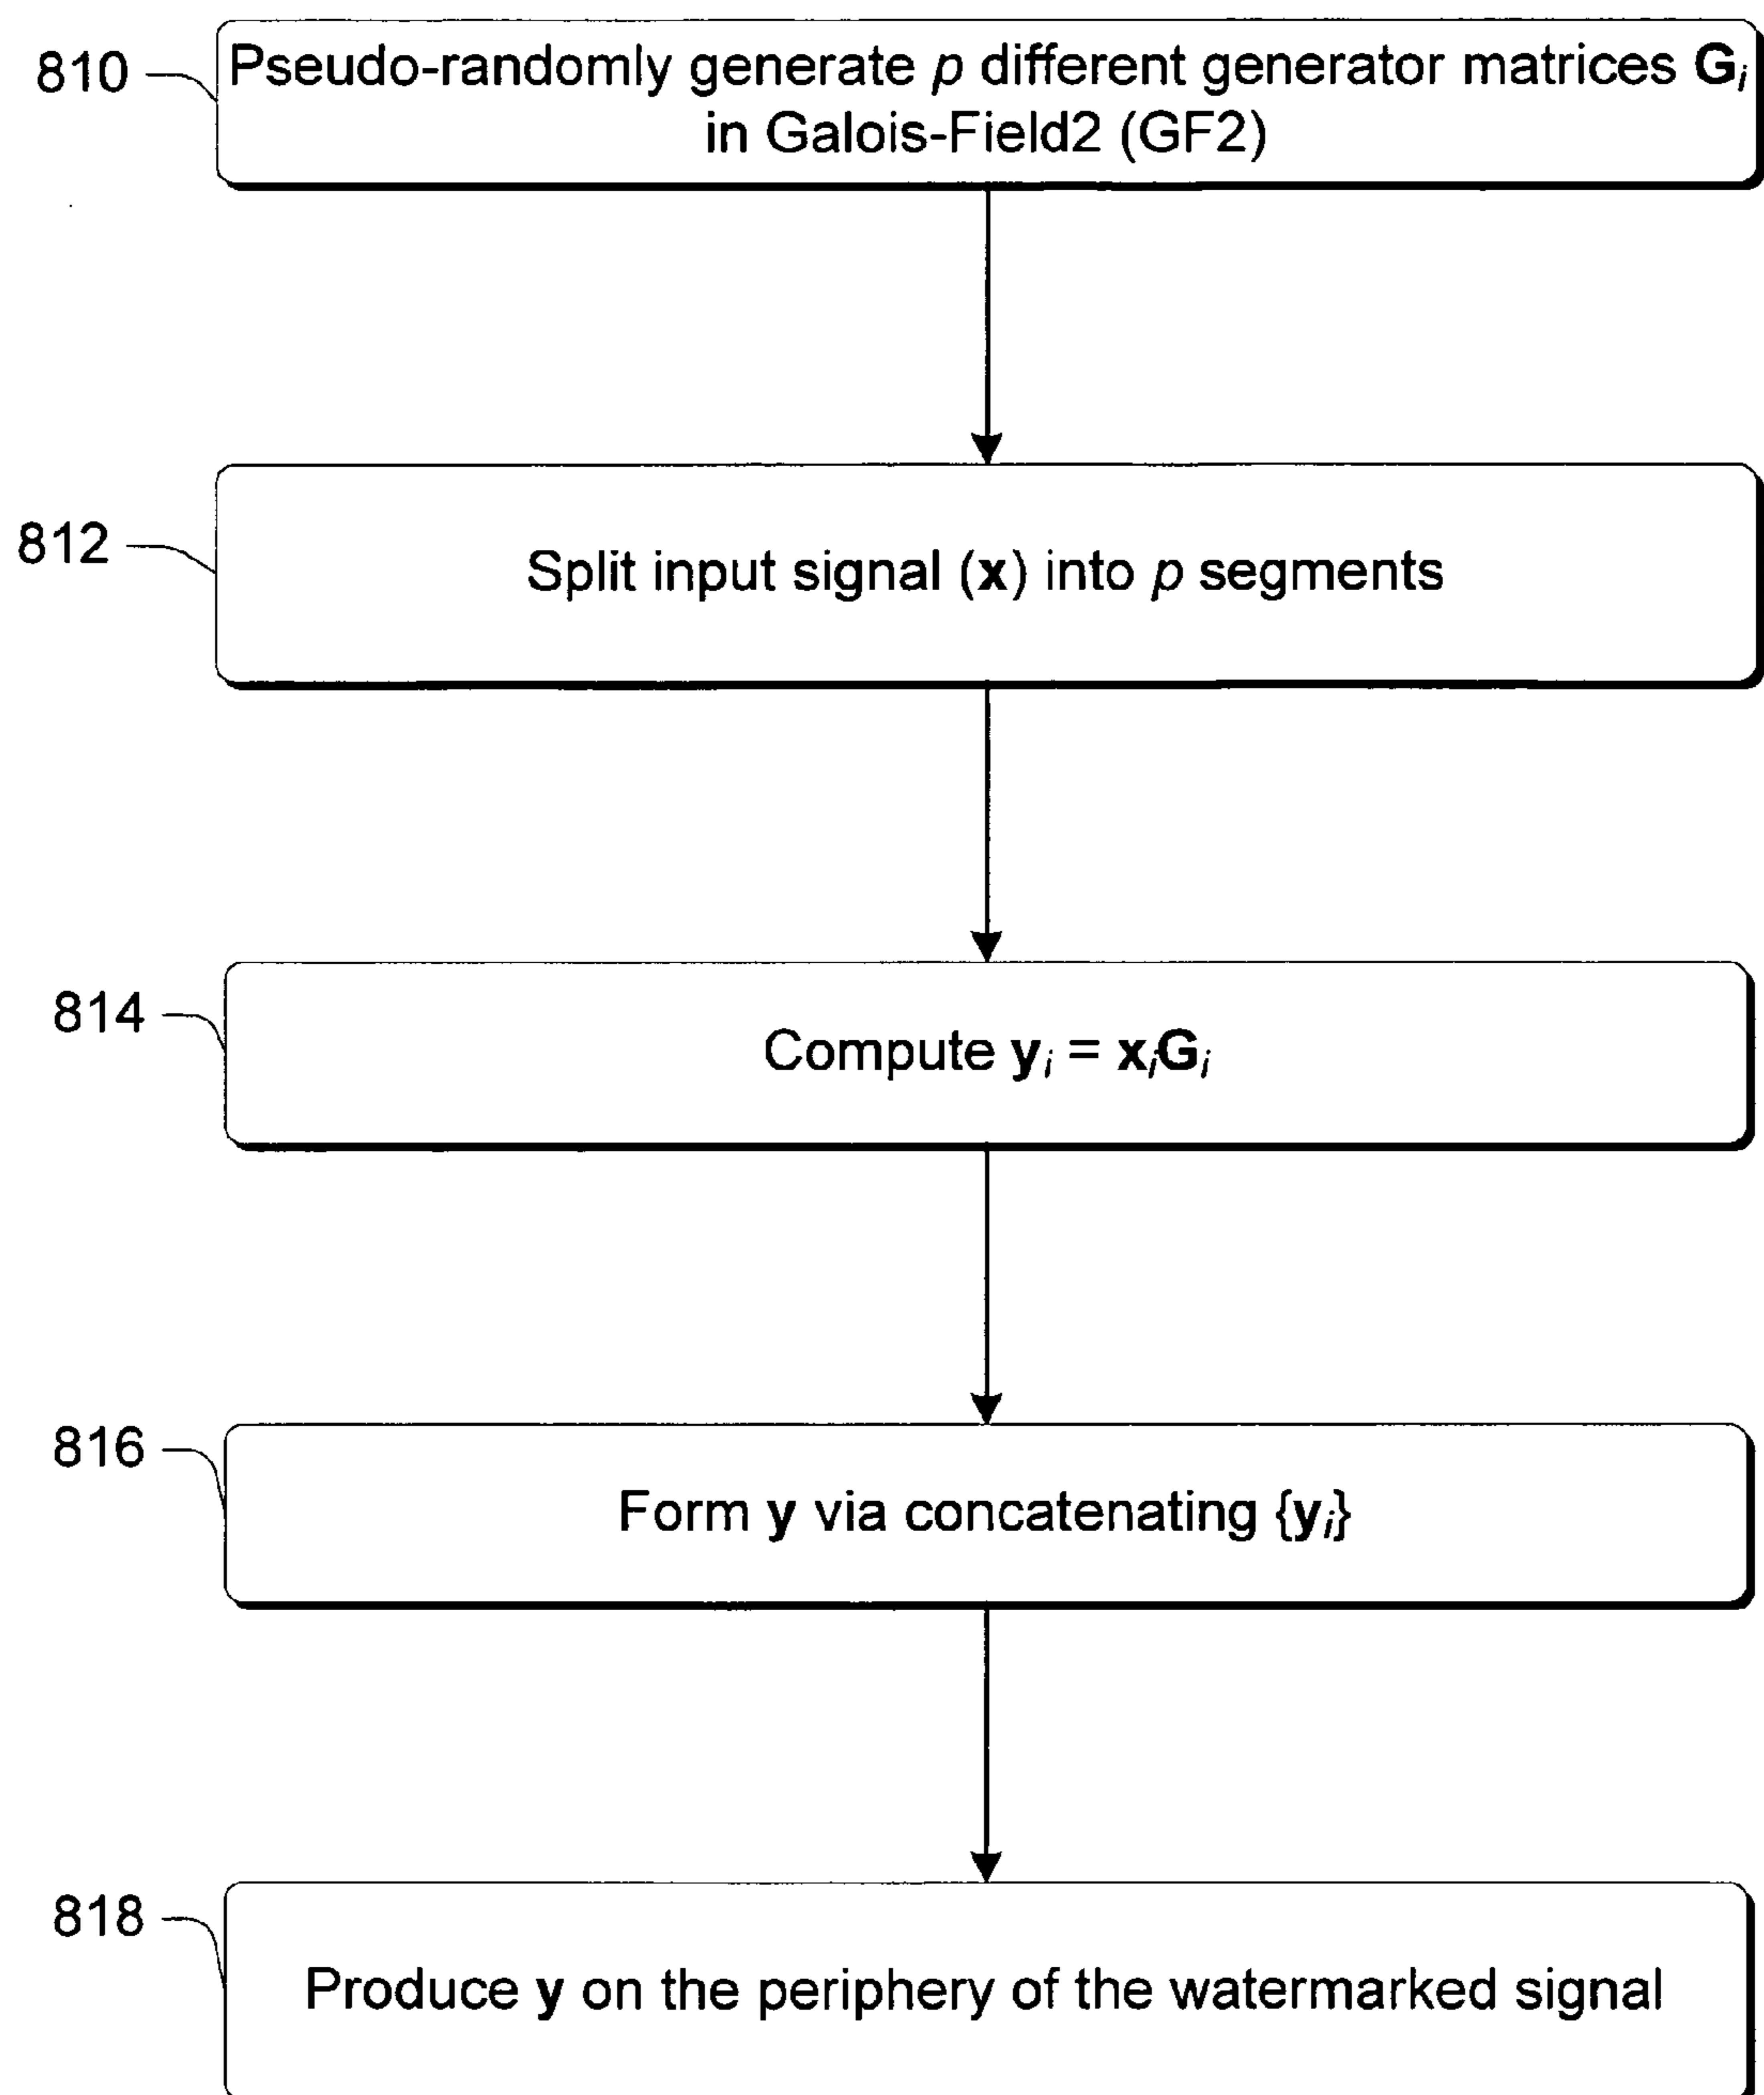 810
Pseudo-randomly generate p different generator matrices Gi
in Galois-Field2 (GF2)
812
Split input signal (x) into p segments
814
Compute yi = xiGi
816
Form y via concatenating {yi}
818
Produce y on the periphery of the watermarked signal